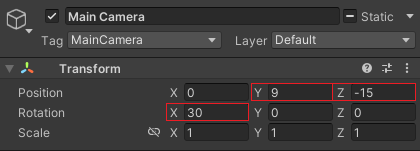 Main Camera Static
Tag MainCamera Layer Default
Transform
Position X 0 Y 9 Z -15
Rotation X 30 Y 0 Z 0
Scale X 1 Y 1 Z 1